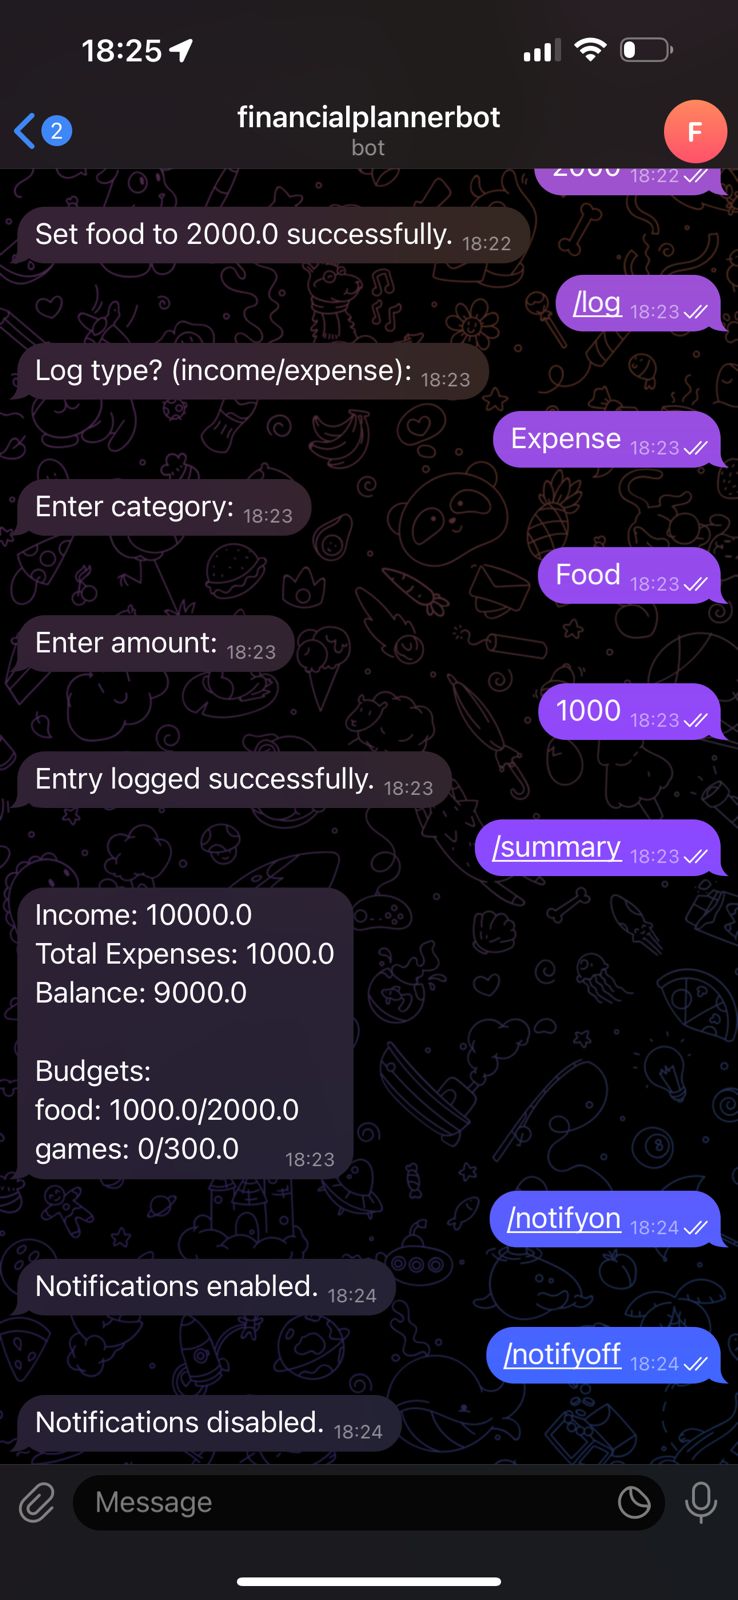 18:25
2
financialplannerbot
bot
F
2000 18:22
Set food to 2000.0 successfully. 18:22
/log 18:23
Log type? (income/expense): 18:23
Expense 18:23
Enter category: 18:23
Food 18:23
Enter amount: 18:23
1000 18:23
Entry logged successfully. 18:23
/summary 18:23
Income: 10000.0
Total Expenses: 1000.0
Balance: 9000.0
Budgets:
food: 1000.0/2000.0
games: 0/300.0 18:23
/notifyon 18:24
Notifications enabled. 18:24
/notifyoff 18:24
Notifications disabled. 18:24
Message